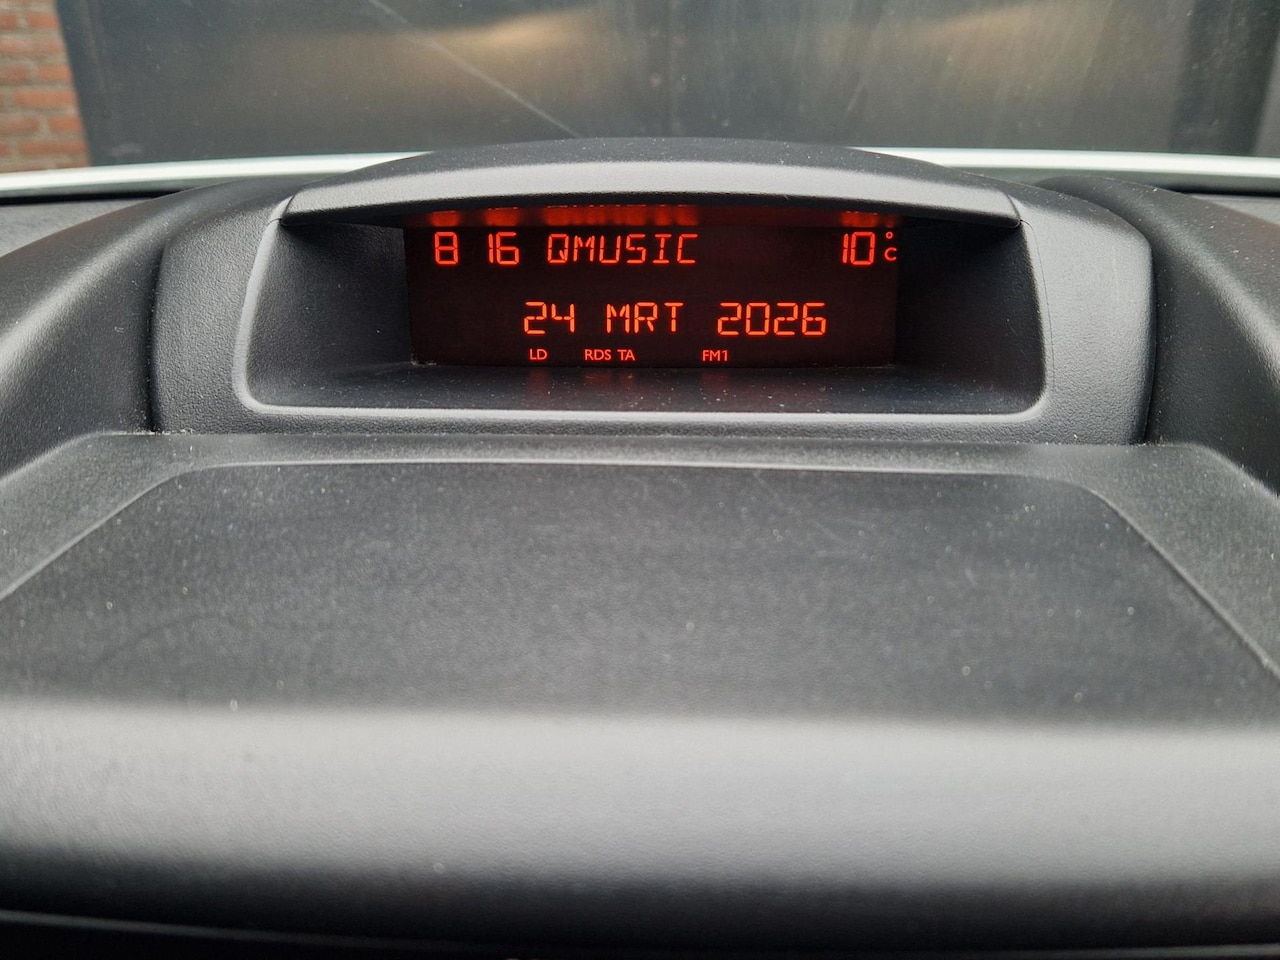 8 16 QMUSIC 10°C
24 MRT 2026
LD RDS TA FM1